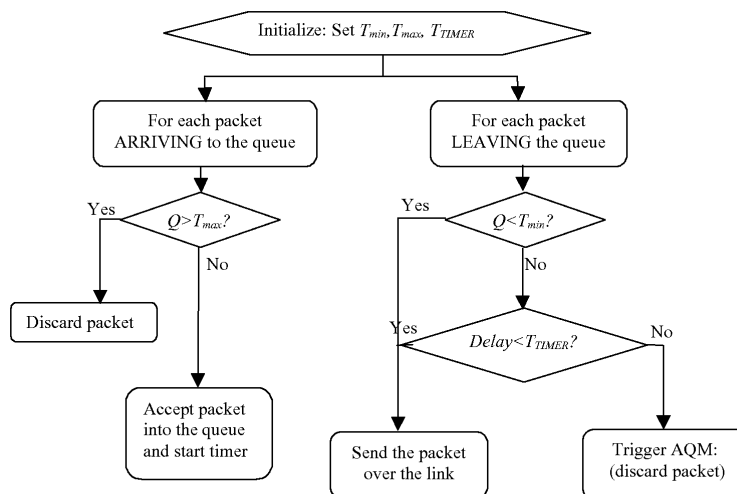 Initialize: Set Tmin,Tmax, TTIMER
For each packet
ARRIVING to the queue
For each packet
LEAVING the queue
Yes
Q>Tmax?
No
Yes
Q<Tmin?
No
Discard packet
Yes
Delay<TTIMER?
No
Accept packet
into the queue
and start timer
Send the packet
over the link
Trigger AQM:
(discard packet)